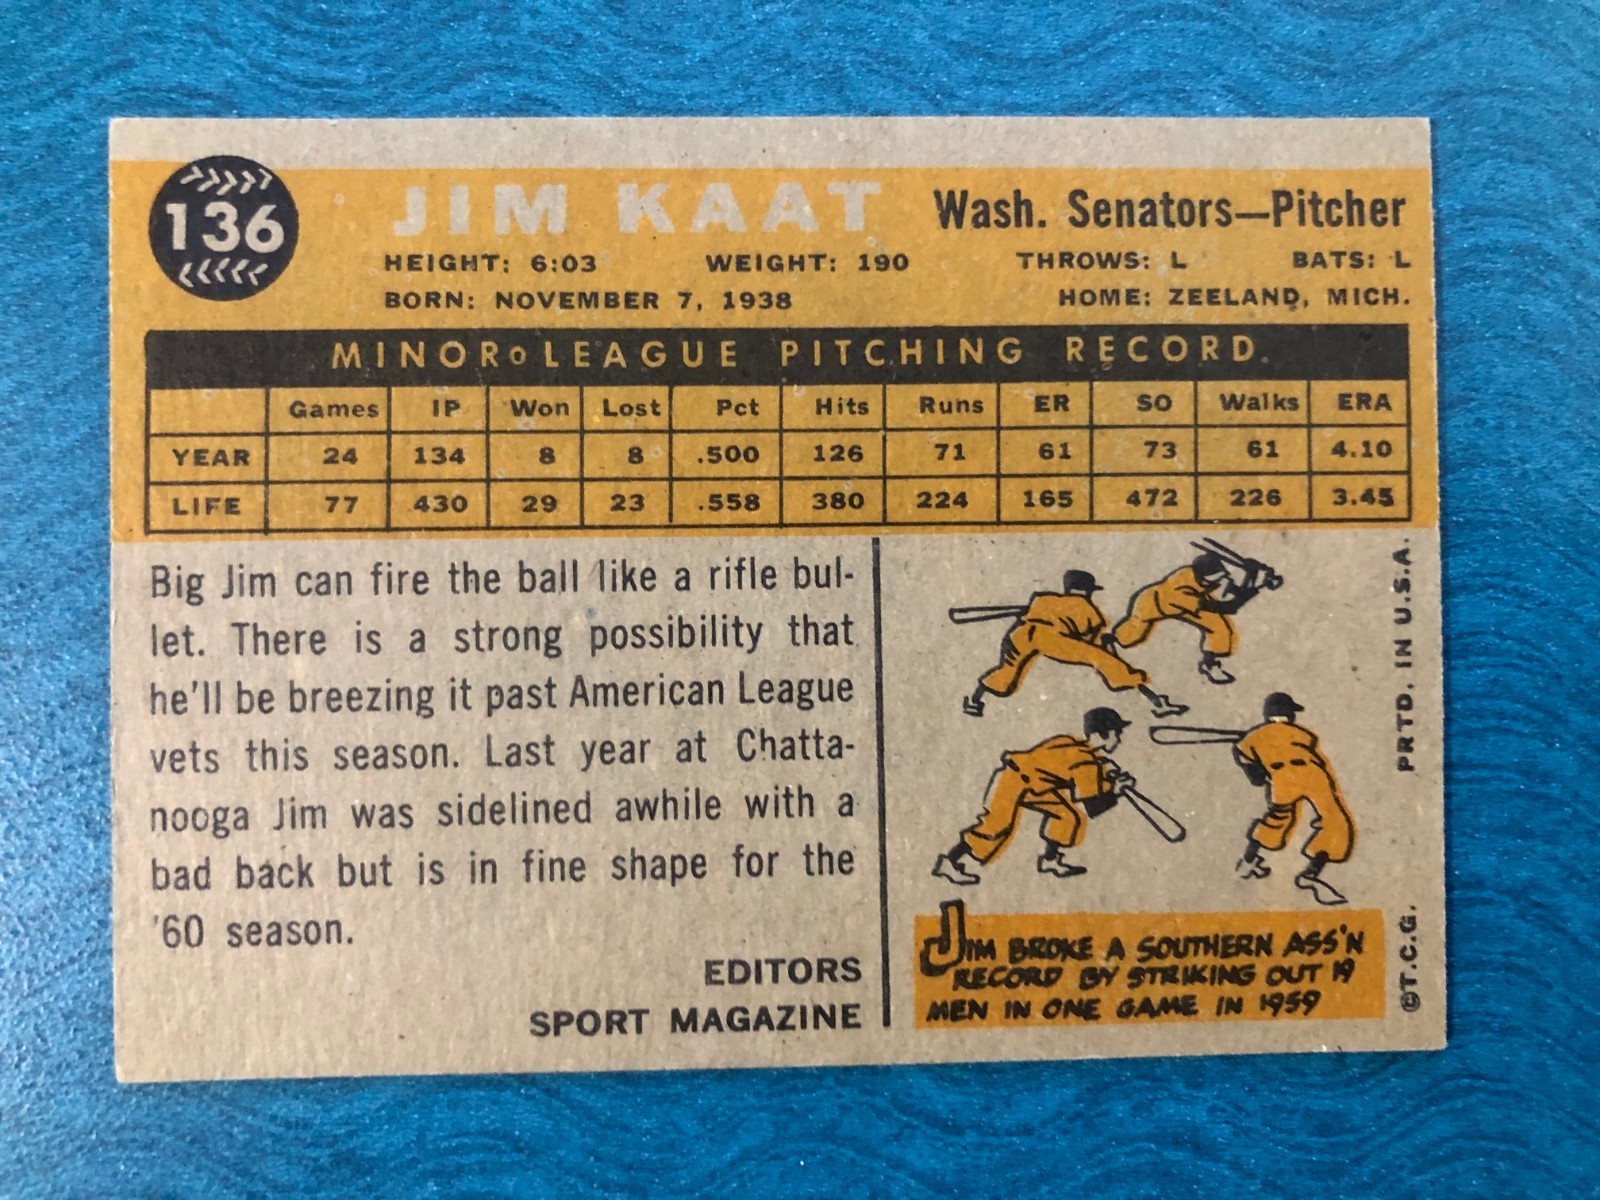 136
JIM KAAT
Wash. Senators—Pitcher
HEIGHT: 6:03 WEIGHT: 190 THROWS: L BATS: L
BORN: NOVEMBER 7, 1938 HOME: ZEELAND, MICH.
MINOR LEAGUE PITCHING RECORD
Games IP Won Lost Pct Hits Runs ER SO Walks ERA
YEAR 24 134 8 8 .500 126 71 61 73 61 4.10
LIFE 77 430 29 23 .558 380 224 165 472 226 3.45
Big Jim can fire the ball like a rifle bul-
let. There is a strong possibility that
he'll be breezing it past American League
vets this season. Last year at Chatta-
nooga Jim was sidelined awhile with a
bad back but is in fine shape for the
'60 season.
EDITORS
SPORT MAGAZINE
JIM BROKE A SOUTHERN ASS'N
RECORD BY STRIKING OUT 19
MEN IN ONE GAME IN 1959
©T.C.G. PRTD. IN U.S.A.